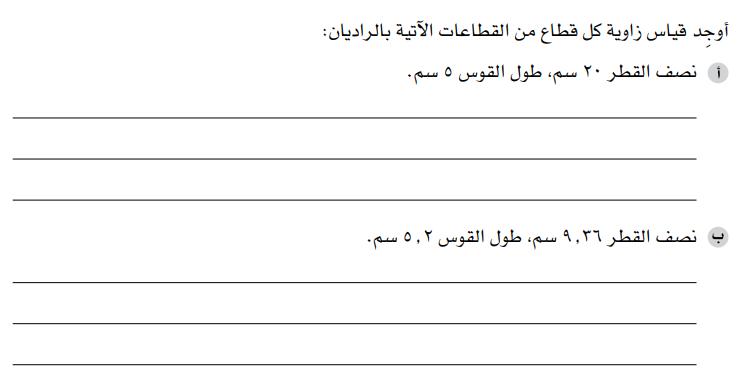 أوجِد قياس زاوية كل قطاع من القطاعات الآتية بالراديان:
أ نصف القطر ٢٠ سم، طول القوس ٥ سم.
ب نصف القطر ٩,٣٦ سم، طول القوس ٥,٢ سم.